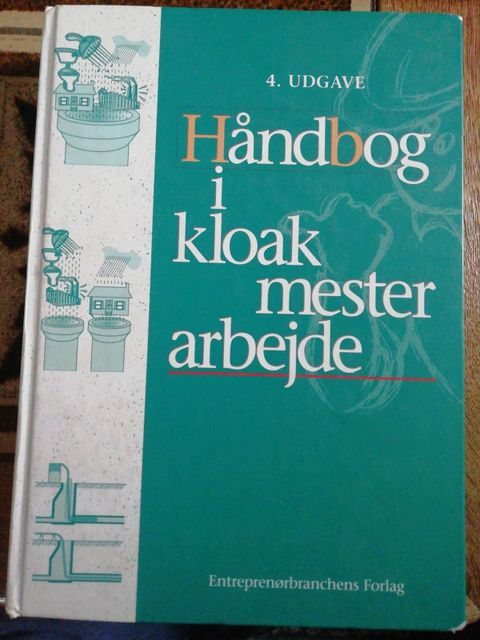 4. UDGAVE
Håndbog
i
kloak
mester
arbejde
Entreprenørbranchens Forlag